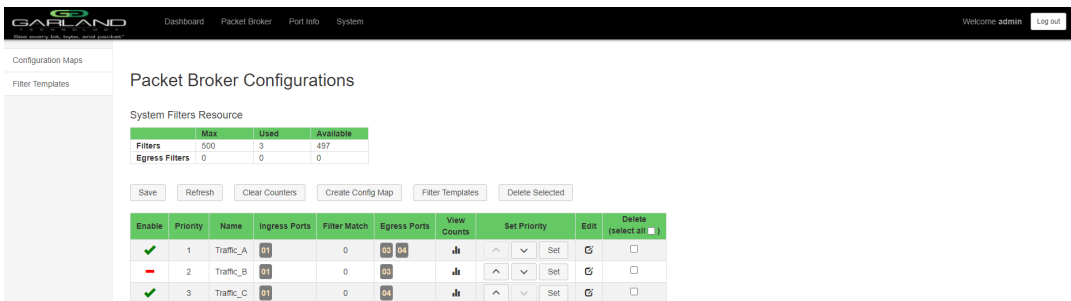 GARLAND
TECHNOLOGY
See every bit, byte, and packet®
Dashboard Packet Broker Port Info System
Welcome admin Log out
Configuration Maps
Filter Templates
Packet Broker Configurations
System Filters Resource
Max Used Available
Filters 500 3 497
Egress Filters 0 0 0
Save Refresh Clear Counters Create Config Map Filter Templates Delete Selected
Enable Priority Name Ingress Ports Filter Match Egress Ports View Counts Set Priority Edit Delete (select all )
1 Traffic_A 01 0 03 04 Set
2 Traffic_B 01 0 03 Set
3 Traffic_C 01 0 04 Set